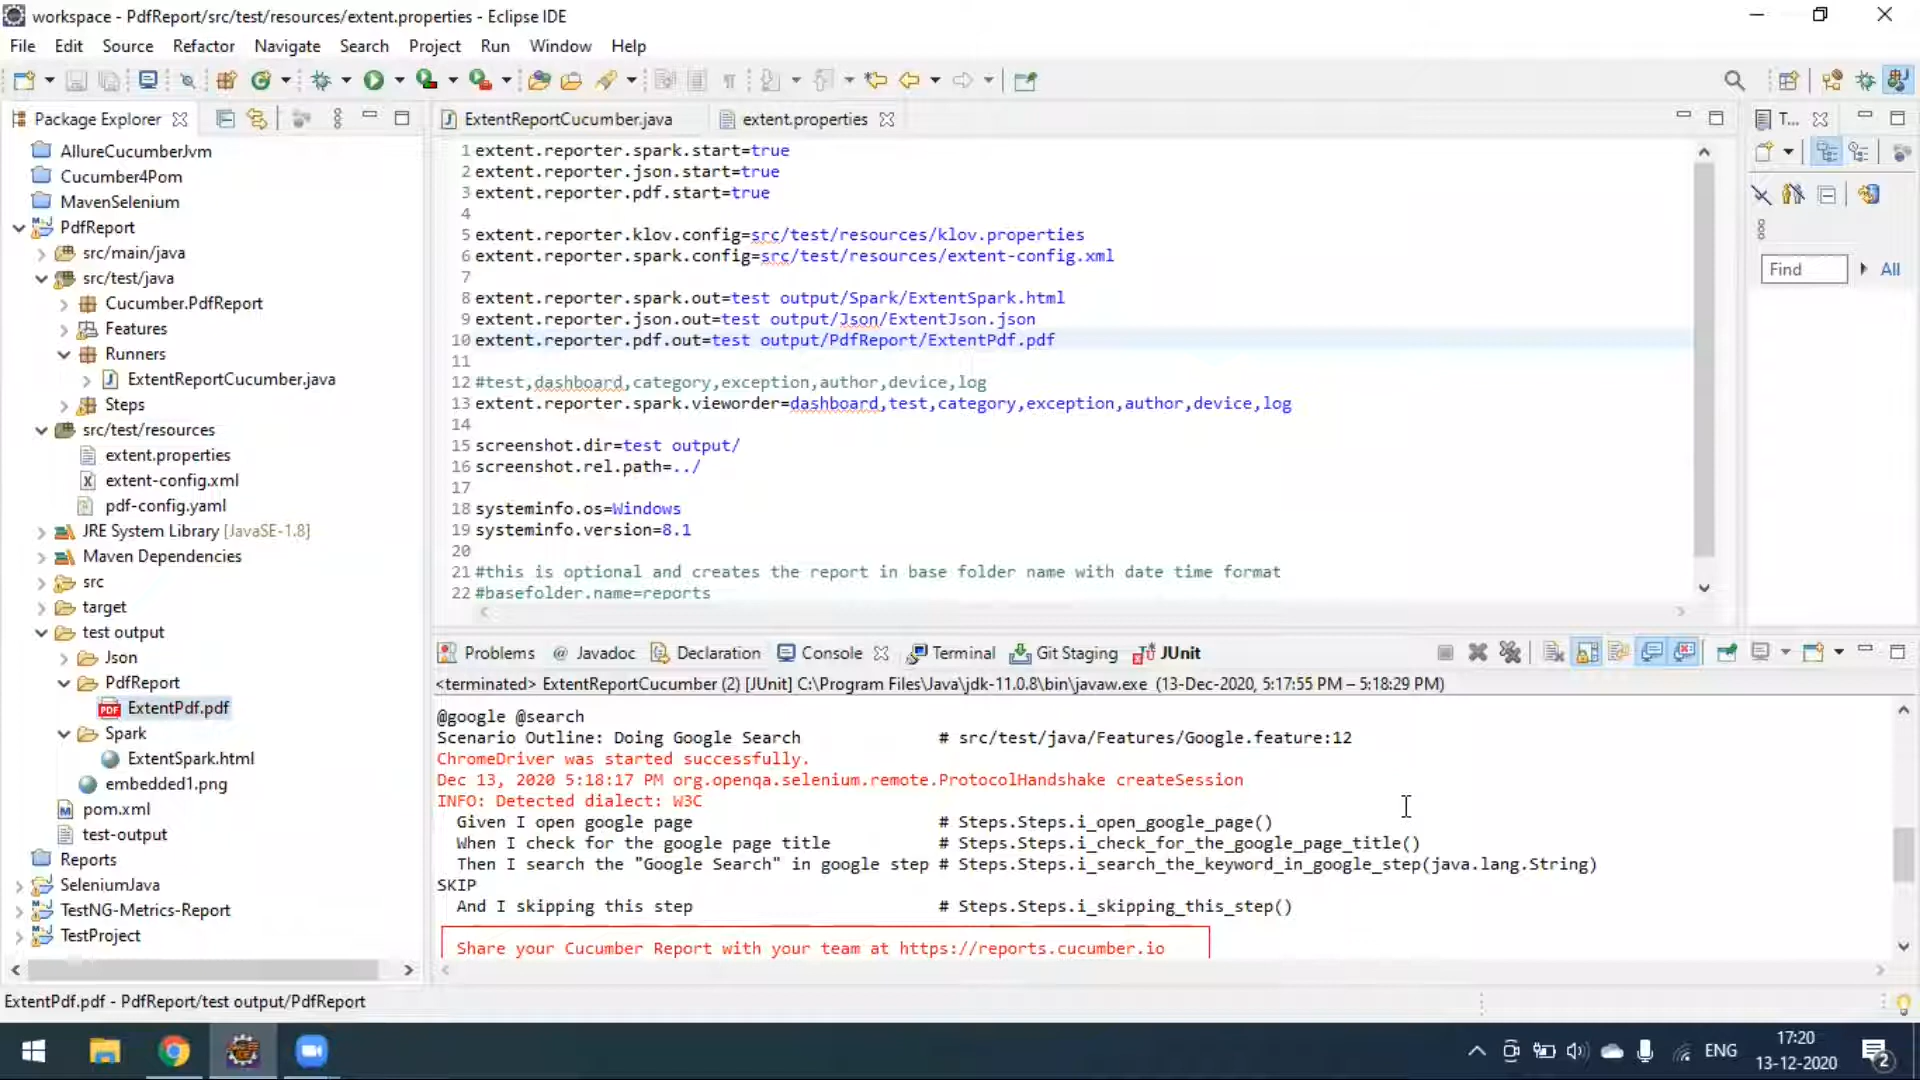 workspace - PdfReport/src/test/resources/extent.properties - Eclipse IDE
File Edit Source Refactor Navigate Search Project Run Window Help
Package Explorer
AllureCucumberJvm
Cucumber4Pom
MavenSelenium
PdfReport
src/main/java
src/test/java
Cucumber.PdfReport
Features
Runners
ExtentReportCucumber.java
Steps
src/test/resources
extent.properties
extent-config.xml
pdf-config.yaml
JRE System Library [JavaSE-1.8]
Maven Dependencies
src
target
test output
Json
PdfReport
ExtentPdf.pdf
Spark
ExtentSpark.html
embedded1.png
pom.xml
test-output
Reports
SeleniumJava
TestNG-Metrics-Report
TestProject
ExtentReportCucumber.java extent.properties
1 extent.reporter.spark.start=true
2 extent.reporter.json.start=true
3 extent.reporter.pdf.start=true
4
5 extent.reporter.klov.config=src/test/resources/klov.properties
6 extent.reporter.spark.config=src/test/resources/extent-config.xml
7
8 extent.reporter.spark.out=test output/Spark/ExtentSpark.html
9 extent.reporter.json.out=test output/Json/ExtentJson.json
10 extent.reporter.pdf.out=test output/PdfReport/ExtentPdf.pdf
11
12 #test,dashboard,category,exception,author,device,log
13 extent.reporter.spark.vieworder=dashboard,test,category,exception,author,device,log
14
15 screenshot.dir=test output/
16 screenshot.rel.path=../
17
18 systeminfo.os=Windows
19 systeminfo.version=8.1
20
21 #this is optional and creates the report in base folder name with date time format
22 #basefolder.name=reports
T...
Find All
Problems @ Javadoc Declaration Console Terminal Git Staging JUnit
<terminated> ExtentReportCucumber (2) [JUnit] C:\Program Files\Java\jdk-11.0.8\bin\javaw.exe (13-Dec-2020, 5:17:55 PM – 5:18:29 PM)
@google @search
Scenario Outline: Doing Google Search # src/test/java/Features/Google.feature:12
ChromeDriver was started successfully.
Dec 13, 2020 5:18:17 PM org.openqa.selenium.remote.ProtocolHandshake createSession
INFO: Detected dialect: W3C
Given I open google page # Steps.Steps.i_open_google_page()
When I check for the google page title # Steps.Steps.i_check_for_the_google_page_title()
Then I search the "Google Search" in google step # Steps.Steps.i_search_the_keyword_in_google_step(java.lang.String)
SKIP
And I skipping this step # Steps.Steps.i_skipping_this_step()
Share your Cucumber Report with your team at https://reports.cucumber.io
ExtentPdf.pdf - PdfReport/test output/PdfReport
ENG
17:20
13-12-2020
2